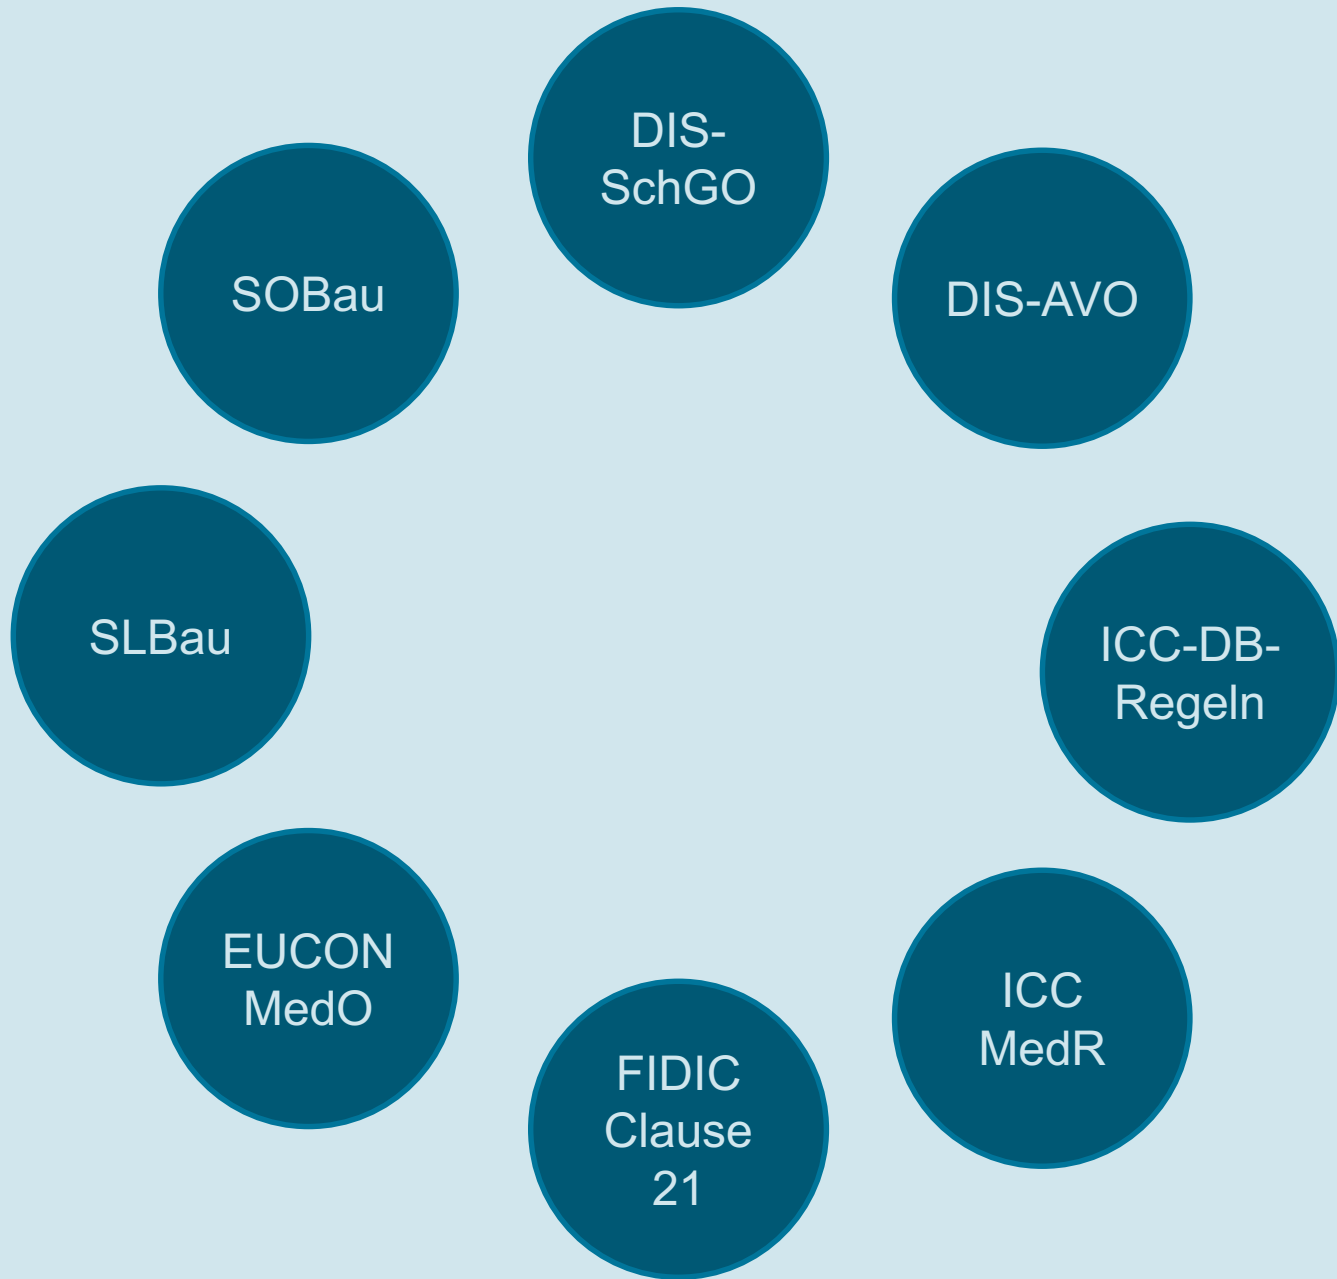 DIS-
SchGO
SOBau
DIS-AVO
SLBau
ICC-DB-
Regeln
EUCON
MedO
ICC
MedR
FIDIC
Clause
21